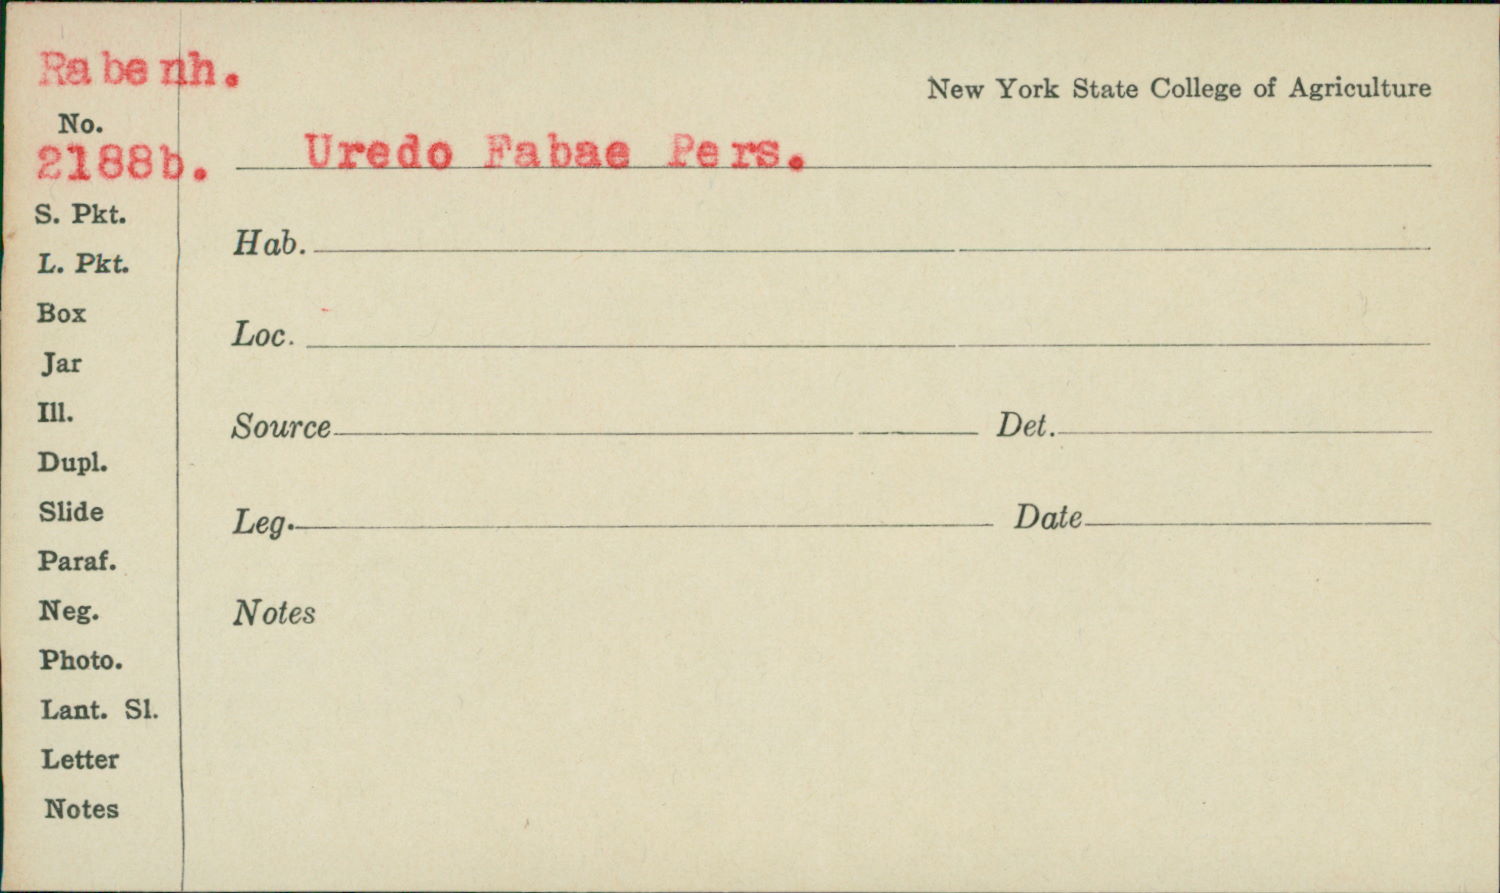 Rabenh.
New York State College of Agriculture
No.
2188b.
Uredo Fabae Pers.
S. Pkt.
Hab.
L. Pkt.
Box
Loc.
Jar
Ill.
Source Det.
Dupl.
Slide
Leg. Date
Paraf.
Neg.
Notes
Photo.
Lant. Sl.
Letter
Notes